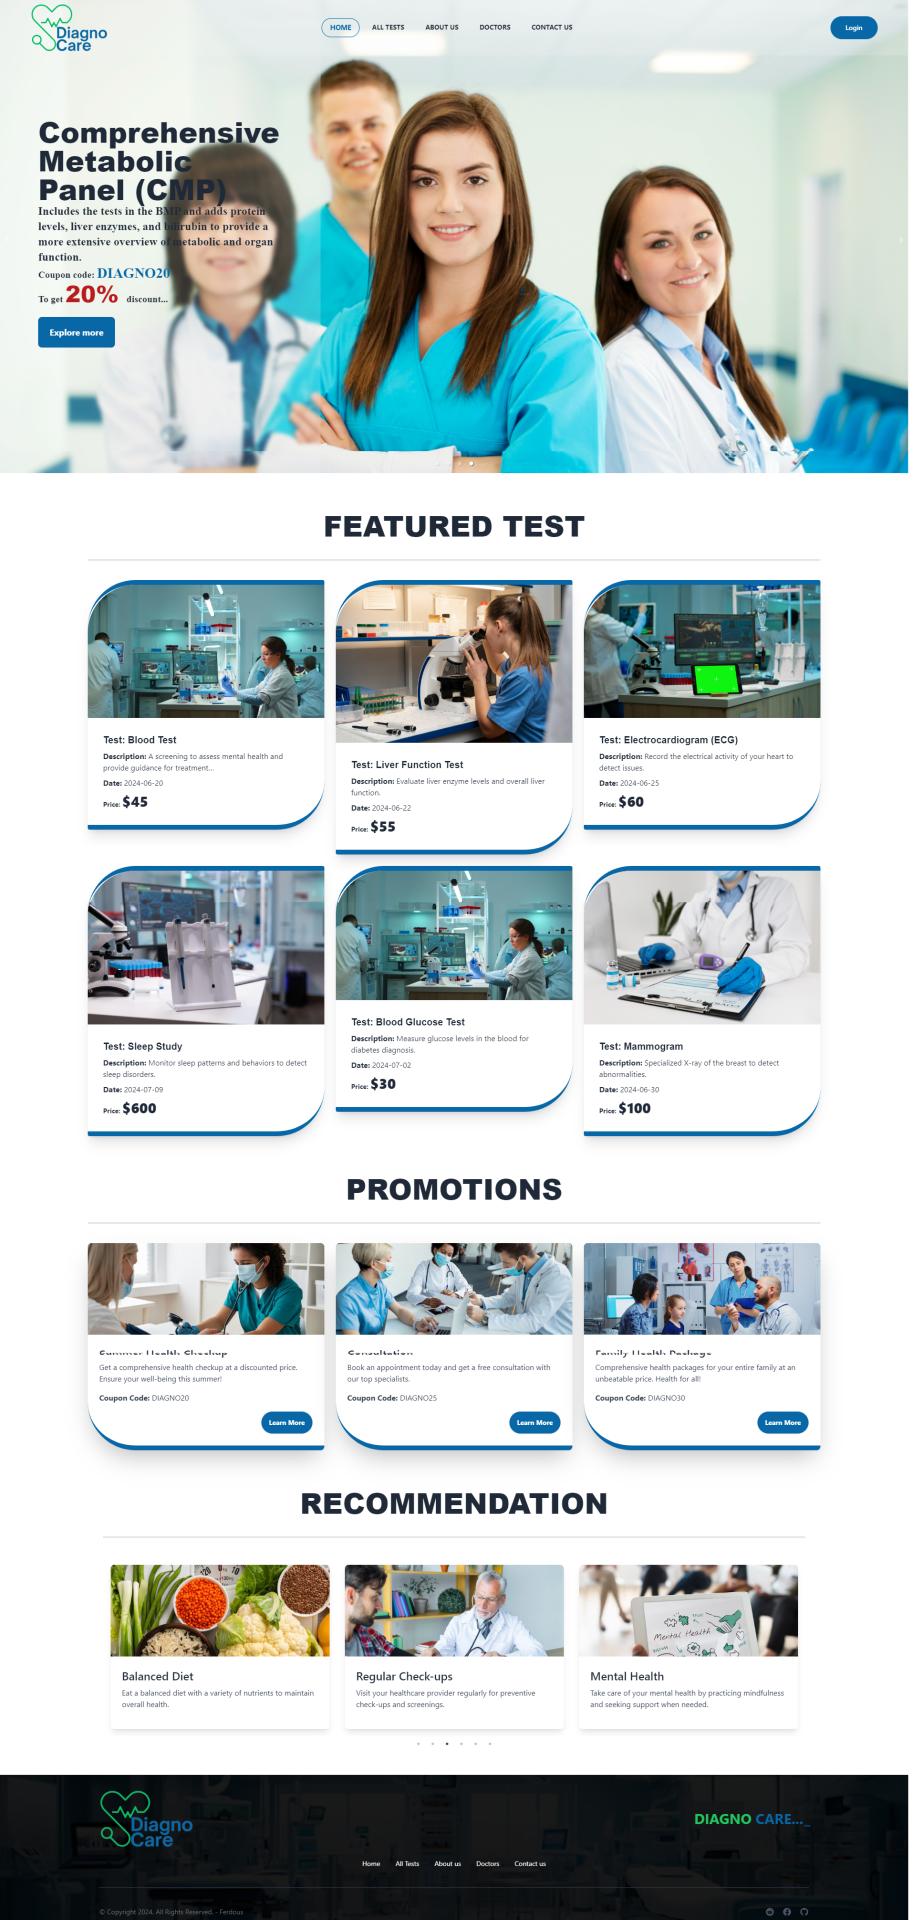 Diagno
Care
HOME
ALL TESTS
ABOUT US
DOCTORS
CONTACT US
Login
Comprehensive
Metabolic
Panel (CMP)
Includes the tests in the BMP and adds protein
levels, liver enzymes, and bilirubin to provide a
more extensive overview of metabolic and organ
function.
Coupon code: DIAGNO20
To get 20% discount...
Explore more
FEATURED TEST
Test: Blood Test
Description: A screening to assess mental health and
provide guidance for treatment...
Date: 2024-06-20
Price: $45
Test: Liver Function Test
Description: Evaluate liver enzyme levels and overall liver
function.
Date: 2024-06-22
Price: $55
Test: Electrocardiogram (ECG)
Description: Record the electrical activity of your heart to
detect issues.
Date: 2024-06-25
Price: $60
Test: Sleep Study
Description: Monitor sleep patterns and behaviors to detect
sleep disorders.
Date: 2024-07-09
Price: $600
Test: Blood Glucose Test
Description: Measure glucose levels in the blood for
diabetes diagnosis.
Date: 2024-07-02
Price: $30
Test: Mammogram
Description: Specialized X-ray of the breast to detect
abnormalities.
Date: 2024-06-30
Price: $100
PROMOTIONS
Summer Health Checkup
Get a comprehensive health checkup at a discounted price.
Ensure your well-being this summer!
Coupon Code: DIAGNO20
Learn More
Consultation
Book an appointment today and get a free consultation with
our top specialists.
Coupon Code: DIAGNO25
Learn More
Family Health Package
Comprehensive health packages for your entire family at an
unbeatable price. Health for all!
Coupon Code: DIAGNO30
Learn More
RECOMMENDATION
Mental Health
Balanced Diet
Eat a balanced diet with a variety of nutrients to maintain
overall health.
Regular Check-ups
Visit your healthcare provider regularly for preventive
check-ups and screenings.
Mental Health
Take care of your mental health by practicing mindfulness
and seeking support when needed.
Diagno
Care
DIAGNO CARE..._
Home
All Tests
About us
Doctors
Contact us
© Copyright 2024. All Rights Reserved. - Ferdous